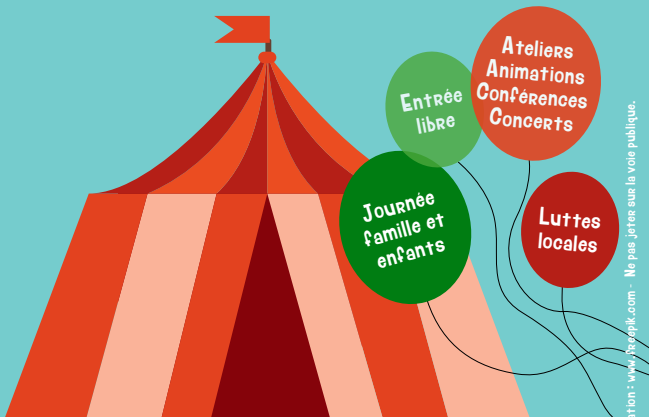 Ateliers
Animations
Conférences
Concerts
Entrée
libre
Journée
famille et
enfants
Luttes
locales
ation : www.freepik.com - Ne pas jeter sur la voie publique.